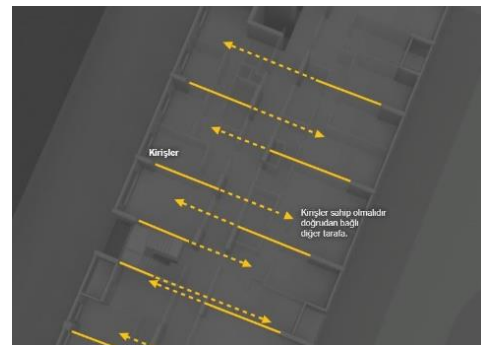 Kirişler
Kirişler sahip olmalıdır
doğrudan bağlı
diğer tarafa.